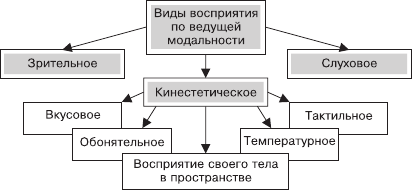 Виды восприятия
по ведущей
модальности
Зрительное
Слуховое
Кинестетическое
Вкусовое
Тактильное
Обонятельное
Температурное
Восприятие своего тела
в пространстве